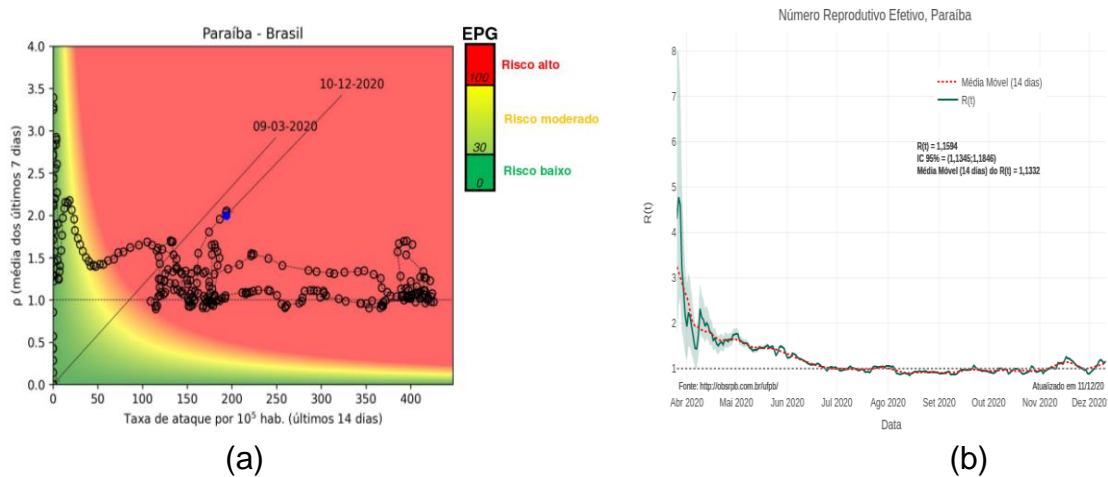 Paraíba - Brasil
EPG
4.0
3.5
3.0
2.5
2.0
1.5
1.0
0.5
0.0
ρ (média dos últimos 7 dias)
10-12-2020
09-03-2020
0
50
100
150
200
250
300
350
400
Taxa de ataque por 10⁵ hab. (últimos 14 dias)
100
30
0
Risco alto
Risco moderado
Risco baixo
(a)
Número Reprodutivo Efetivo, Paraíba
8
7
6
5
4
3
2
1
R(t)
Média Móvel (14 dias)
R(t)
R(t) = 1,1594
IC 95% = (1,1345;1,1846)
Média Móvel (14 dias) do R(t) = 1,1332
Fonte: http://obsrpb.com.br/ufpb/
Atualizado em 11/12/20
Abr 2020
Mai 2020
Jun 2020
Jul 2020
Ago 2020
Set 2020
Out 2020
Nov 2020
Dez 2020
Data
(b)